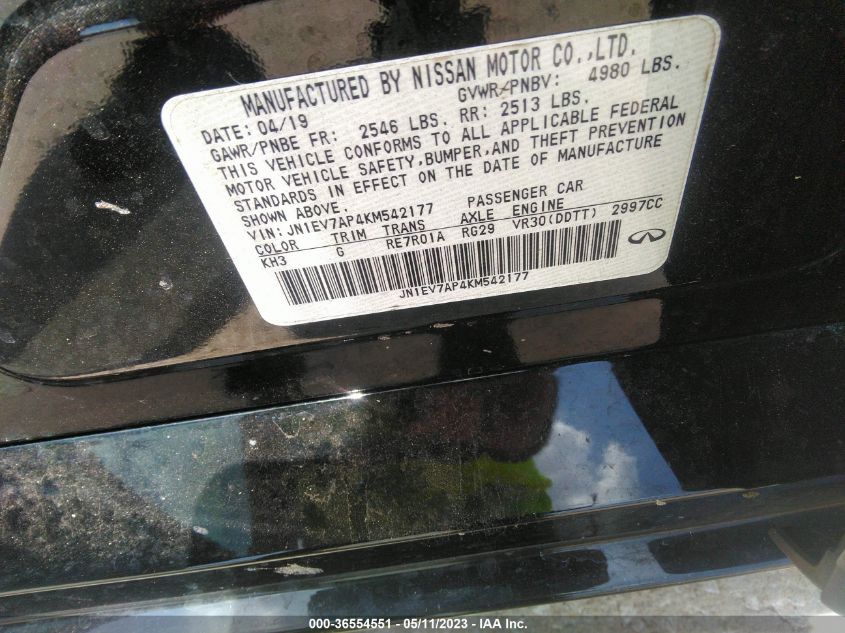 MANUFACTURED BY NISSAN MOTOR CO.,LTD.
DATE: 04/19 GVWR/PNBV: 4980 LBS.
GAWR/PNBE FR: 2546 LBS. RR: 2513 LBS.
THIS VEHICLE CONFORMS TO ALL APPLICABLE FEDERAL
MOTOR VEHICLE SAFETY,BUMPER,AND THEFT PREVENTION
STANDARDS IN EFFECT ON THE DATE OF MANUFACTURE
SHOWN ABOVE.
VIN: JN1EV7AP4KM542177 PASSENGER CAR
COLOR TRIM TRANS AXLE ENGINE
KH3 G RE7R01A RG29 VR30(DDTT) 2997CC
JN1EV7AP4KM542177
000-36554551 - 05/11/2023 - IAA Inc.